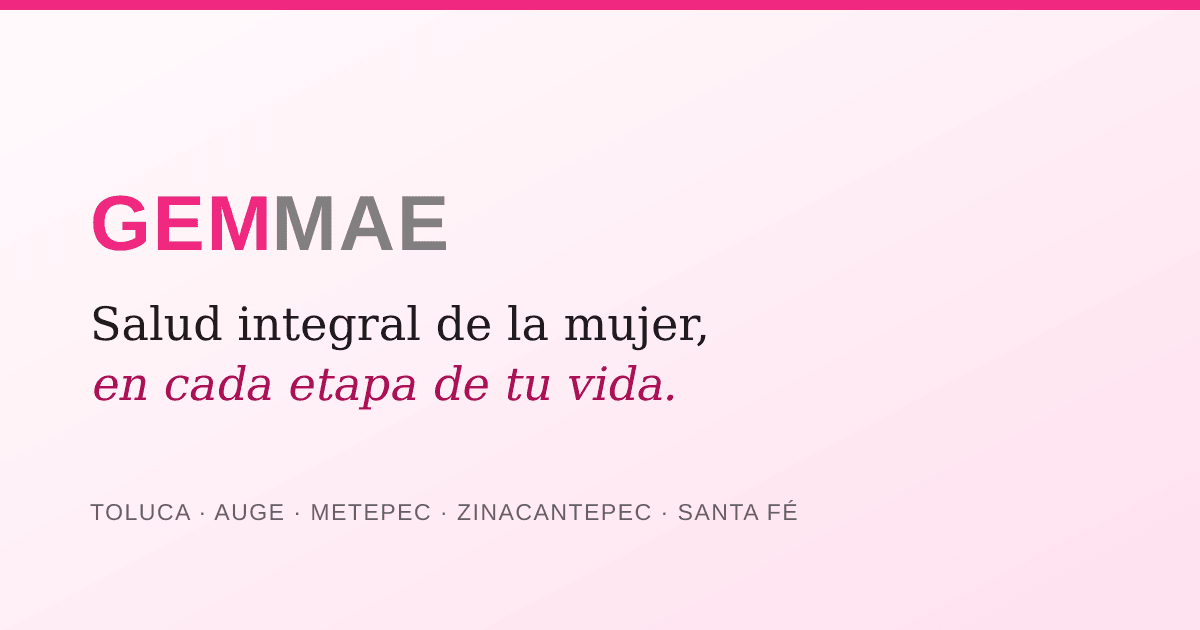 GEMMAE
Salud integral de la mujer,
en cada etapa de tu vida.
TOLUCA · AUGE · METEPEC · ZINACANTEPEC · SANTA FÉ